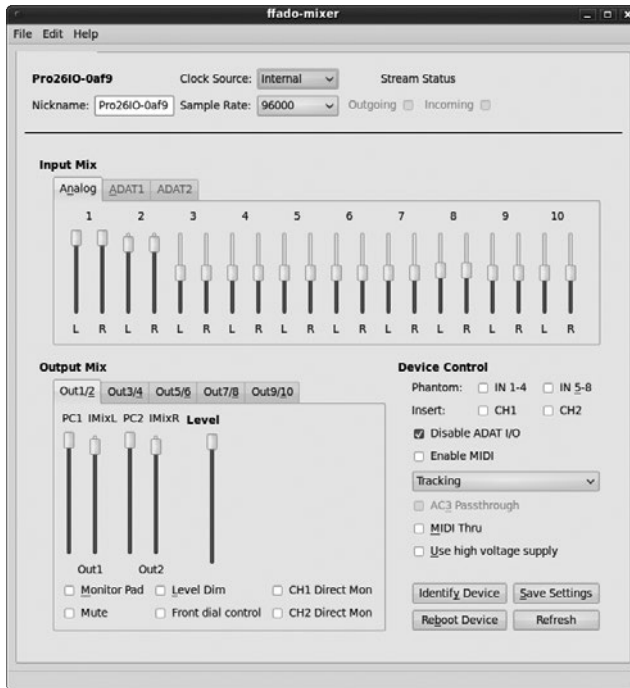 ffado-mixer
File Edit Help
Pro26IO-0af9 Clock Source: Internal Stream Status
Nickname: Pro26IO-0af9 Sample Rate: 96000 Outgoing Incoming
Input Mix
Analog ADAT1 ADAT2
1 2 3 4 5 6 7 8 9 10
L R L R L R L R L R L R L R L R L R L R
Output Mix
Out1/2 Out3/4 Out5/6 Out7/8 Out9/10
PC1 IMixL PC2 IMixR Level
Out1 Out2
Monitor Pad Level Dim CH1 Direct Mon
Mute Front dial control CH2 Direct Mon
Device Control
Phantom: IN 1-4 IN 5-8
Insert: CH1 CH2
Disable ADAT I/O
Enable MIDI
Tracking
AC3 Passthrough
MIDI Thru
Use high voltage supply
Identify Device Save Settings
Reboot Device Refresh